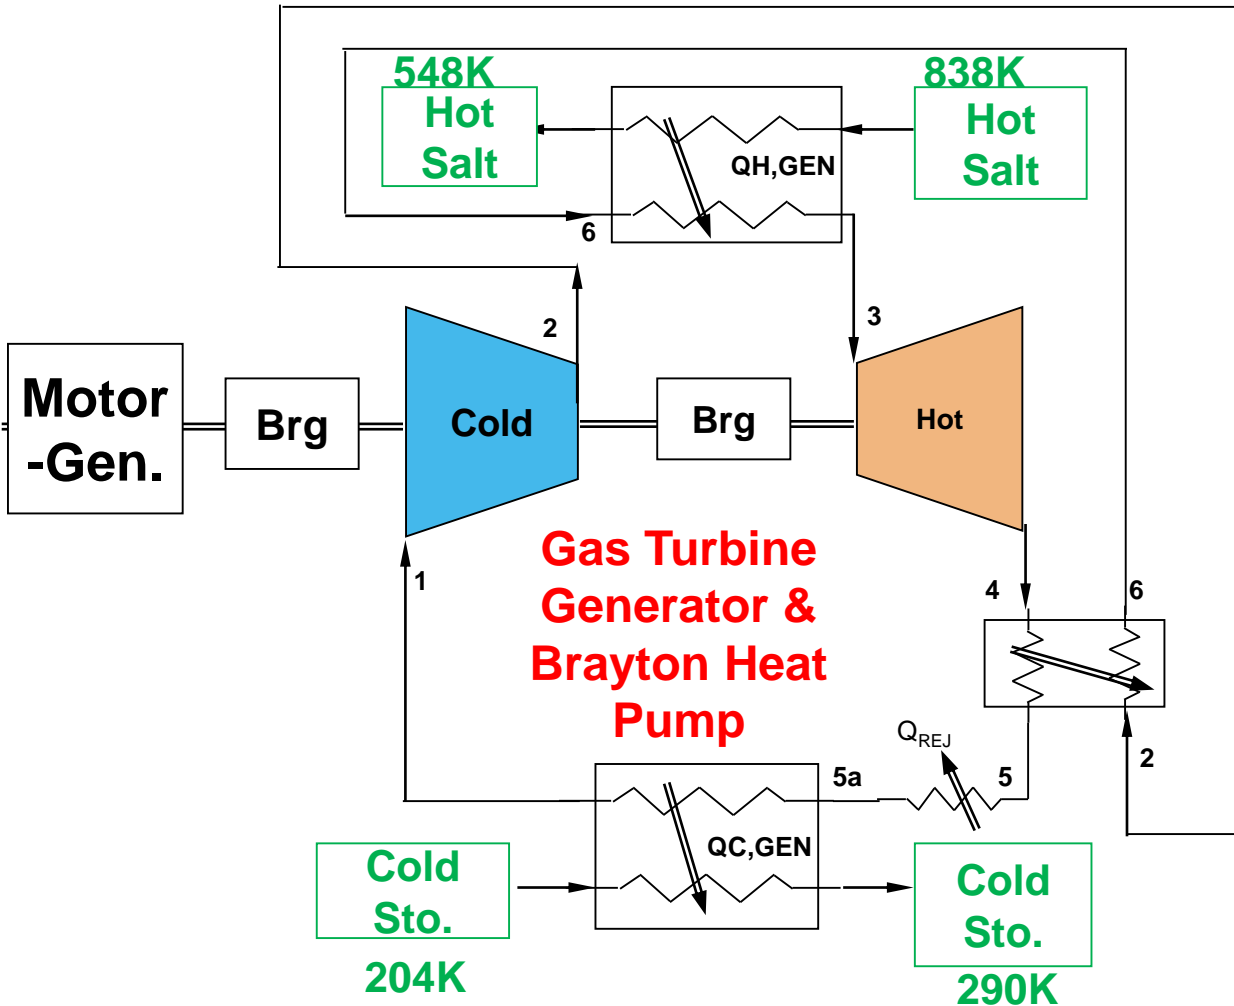 548K
838K
Hot
Salt
Hot
Salt
QH,GEN
6
2
3
Motor
-Gen.
Brg
Cold
Brg
Hot
Gas Turbine
Generator &
Brayton Heat
Pump
1
4
6
QREJ
5a
5
2
QC,GEN
Cold
Sto.
Cold
Sto.
204K
290K